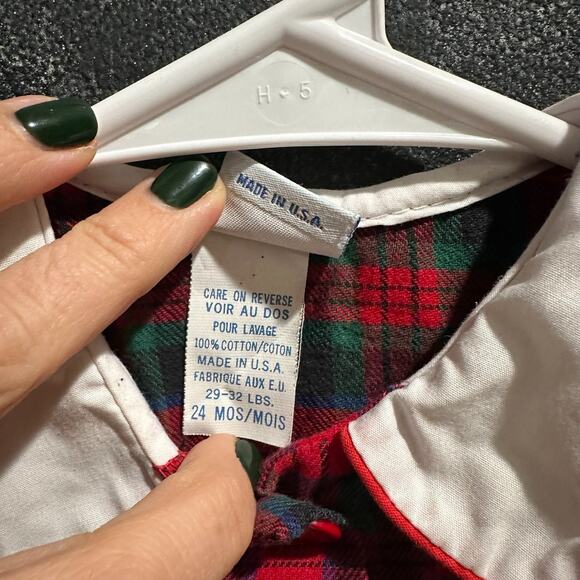 H-5
MADE IN U.S.A.
CARE ON REVERSE
VOIR AU DOS
POUR LAVAGE
100% COTTON/COTON
MADE IN U.S.A.
FABRIQUE AUX E.U.
29-32 LBS.
24 MOS/MOIS